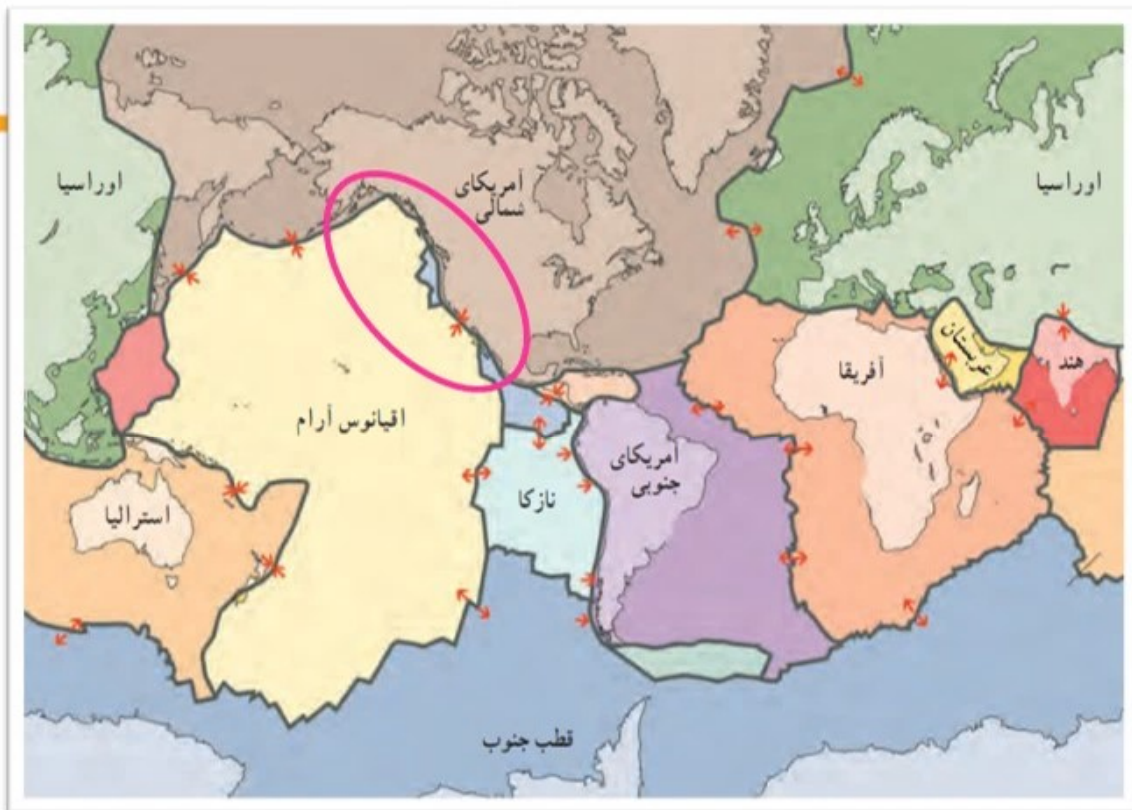 اوراسیا
آمریکای
شمالی
اوراسیا
عربستان
هند
آفریقا
اقیانوس آرام
آمریکای
جنوبی
نازکا
استرالیا
قطب جنوب